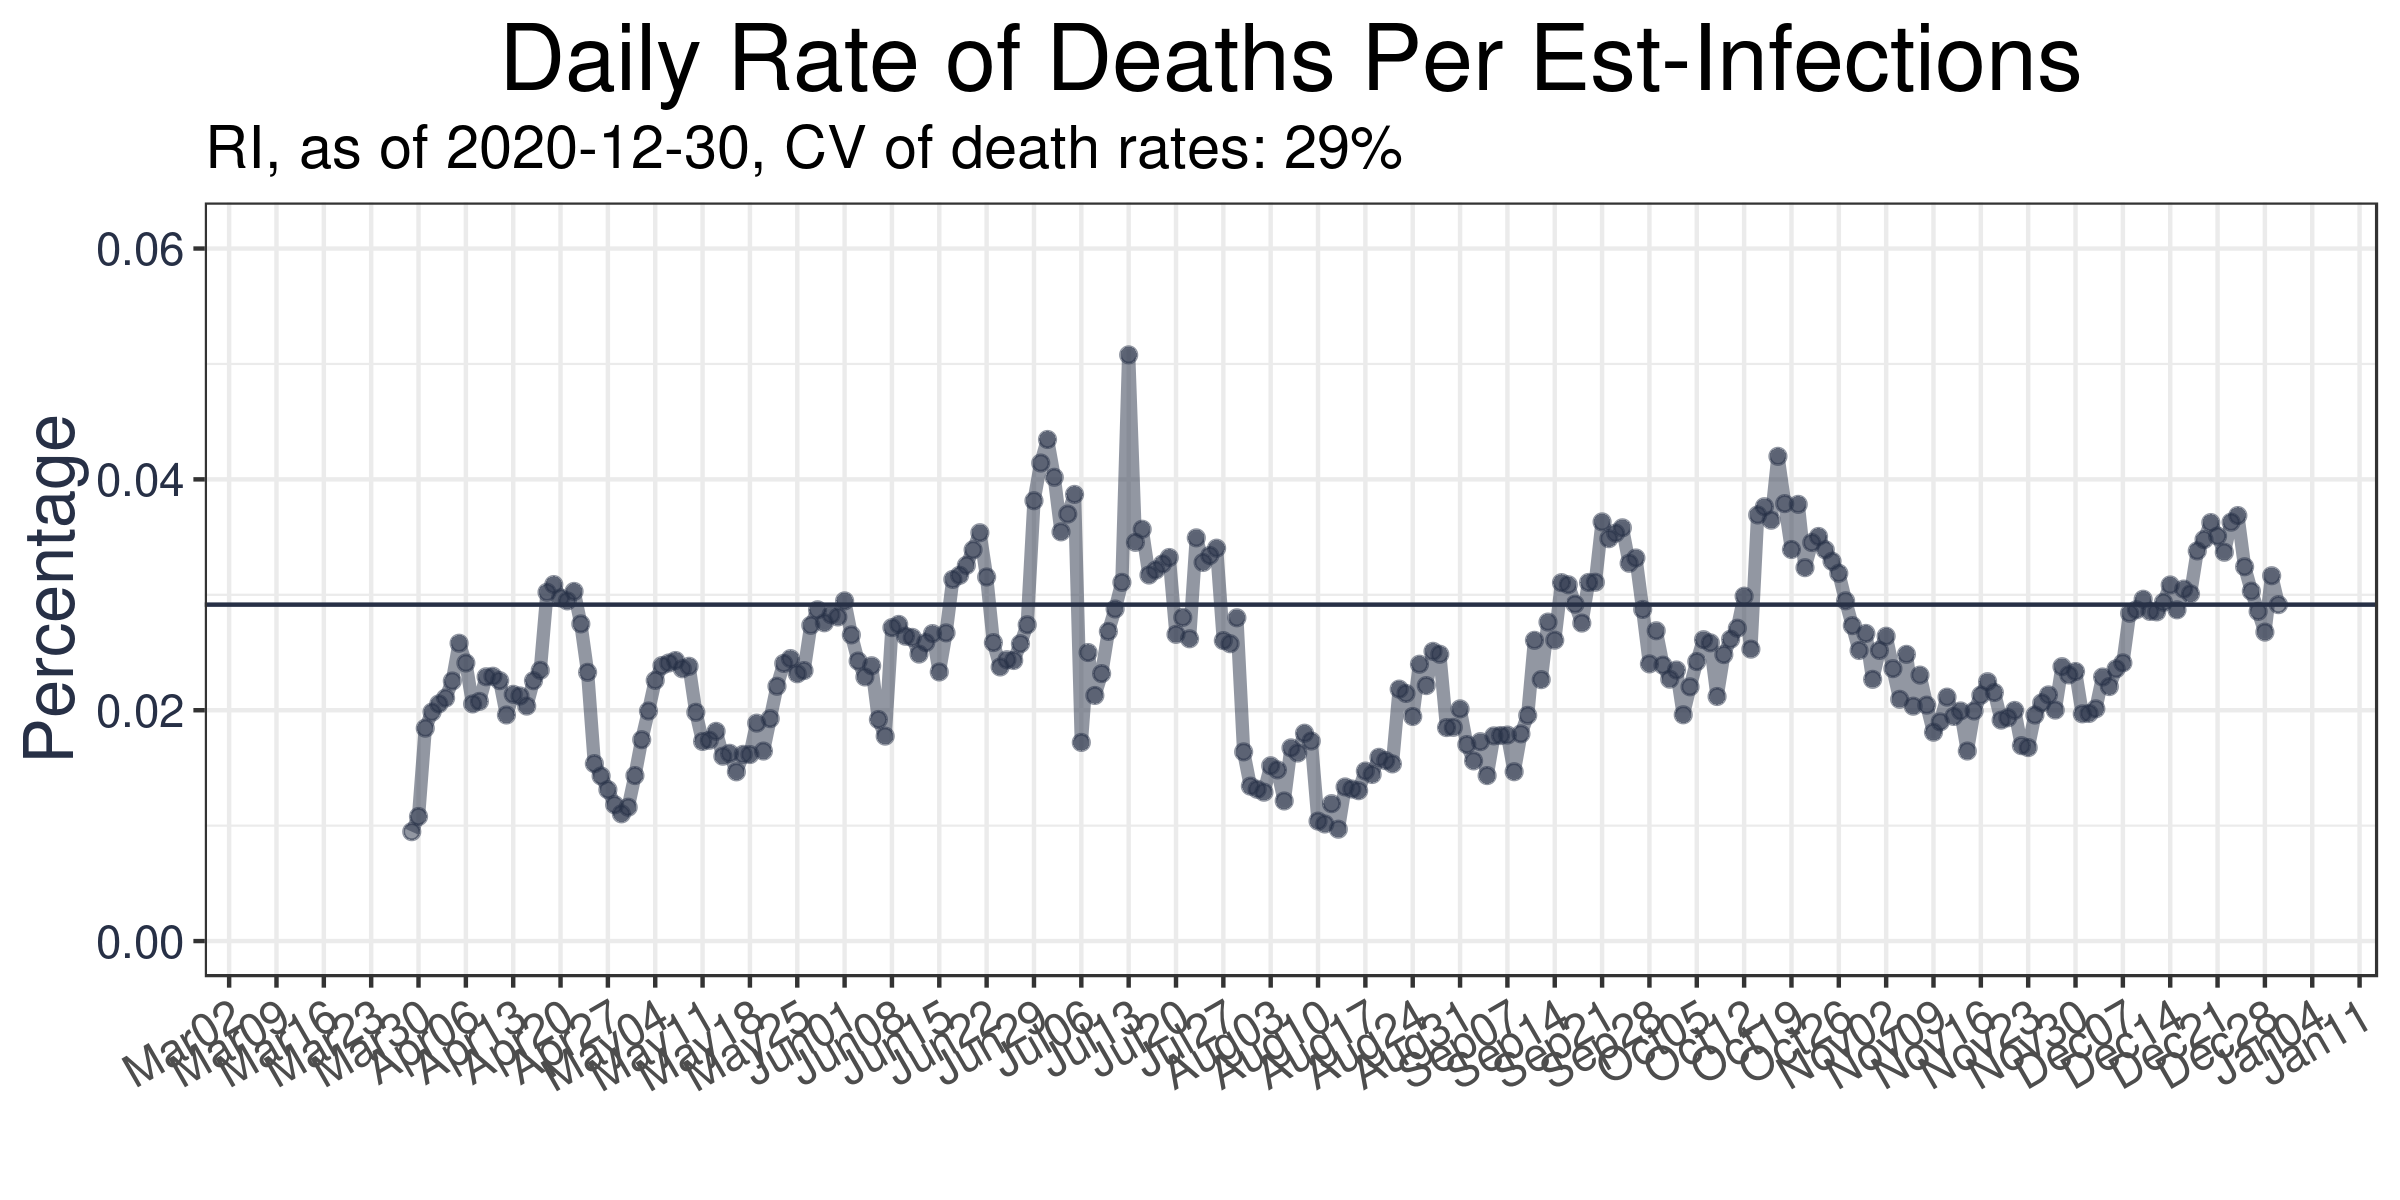 Daily Rate of Deaths Per Est-Infections
RI, as of 2020-12-30, CV of death rates: 29%
Percentage
0.06
0.04
0.02
0.00
Mar02
Mar09
Mar16
Mar23
Mar30
Apr06
Apr13
Apr20
Apr27
May04
May11
May18
May25
Jun01
Jun08
Jun15
Jun22
Jun29
Jul06
Jul13
Jul20
Jul27
Aug03
Aug10
Aug17
Aug24
Aug31
Sep07
Sep14
Sep21
Sep28
Oct05
Oct12
Oct19
Oct26
Nov02
Nov09
Nov16
Nov23
Nov30
Dec07
Dec14
Dec21
Dec28
Jan04
Jan11